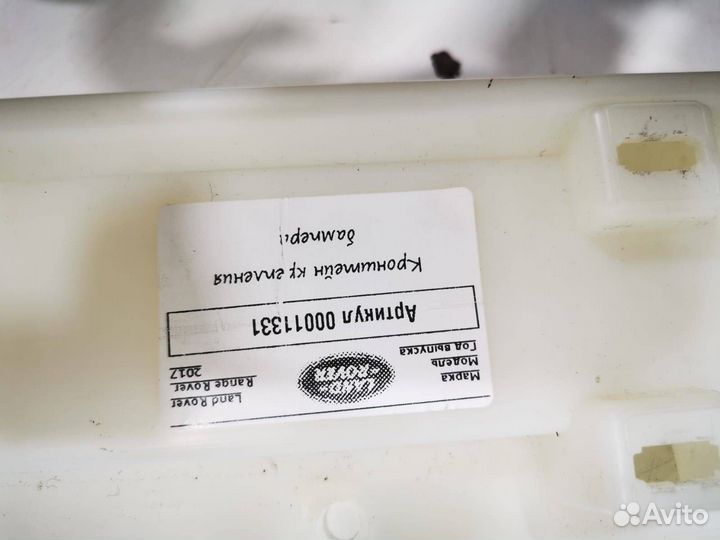 Марка Land Rover
Модель Range Rover
Год выпуска 2017
LAND
ROVER
Артикул 00011331
Кронштейн крепления
бампера
Avito